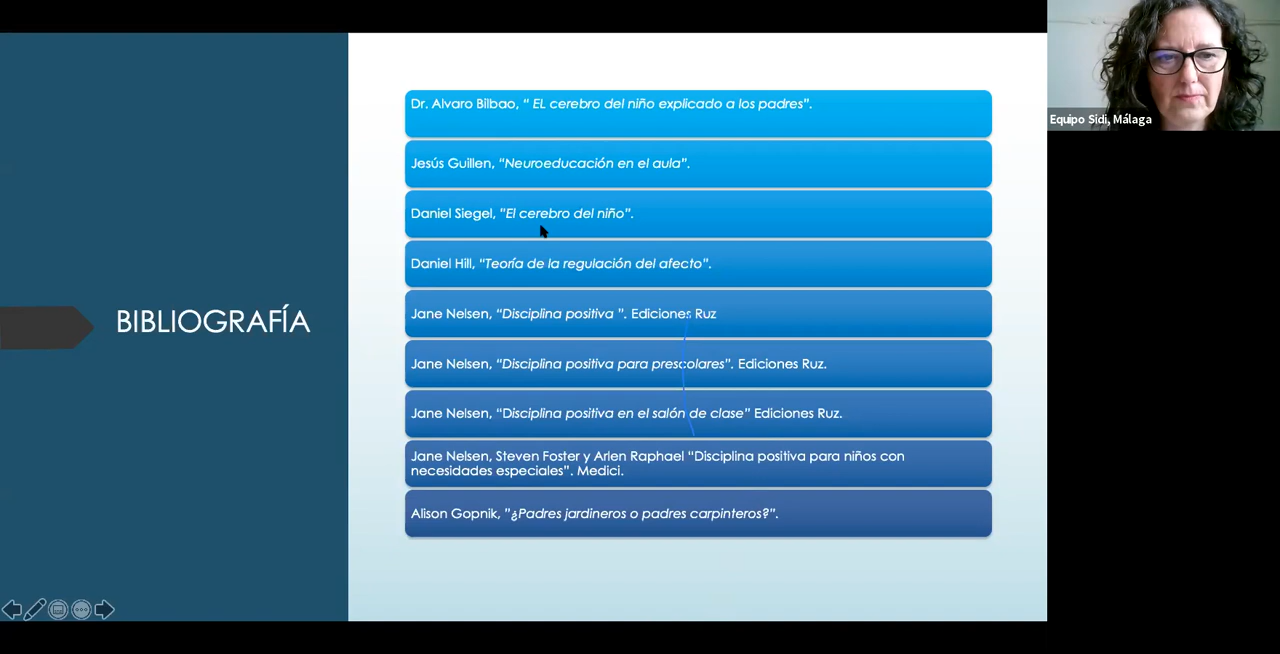 Equipo Sidi, Málaga
BIBLIOGRAFÍA
Dr. Alvaro Bilbao, “ EL cerebro del niño explicado a los padres”.
Jesús Guillen, “Neuroeducación en el aula”.
Daniel Siegel, “El cerebro del niño”.
Daniel Hill, “Teoría de la regulación del afecto”.
Jane Nelsen, “Disciplina positiva ”. Ediciones Ruz
Jane Nelsen, “Disciplina positiva para prescolares”. Ediciones Ruz.
Jane Nelsen, “Disciplina positiva en el salón de clase” Ediciones Ruz.
Jane Nelsen, Steven Foster y Arlen Raphael “Disciplina positiva para niños con
necesidades especiales”. Medici.
Alison Gopnik, ”¿Padres jardineros o padres carpinteros?”.